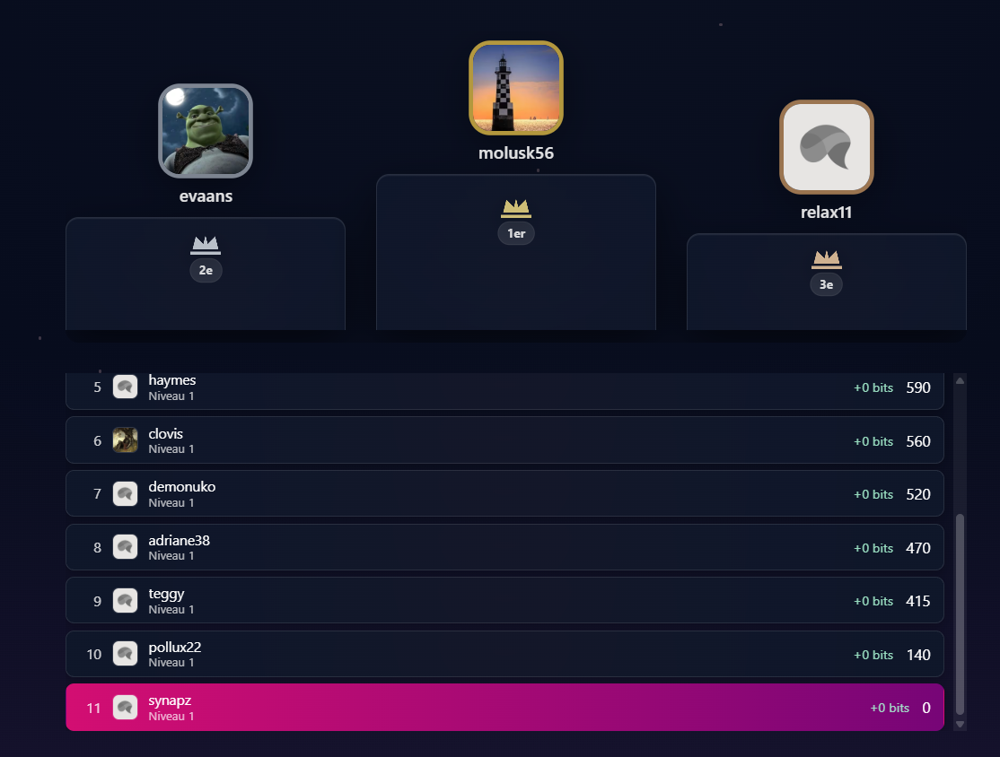 molusk56
evaans
relax11
1er
2e
3e
5 haymes +0 bits 590
Niveau 1
6 clovis +0 bits 560
Niveau 1
7 demonuko +0 bits 520
Niveau 1
8 adriane38 +0 bits 470
Niveau 1
9 teggy +0 bits 415
Niveau 1
10 pollux22 +0 bits 140
Niveau 1
11 synapz +0 bits 0
Niveau 1